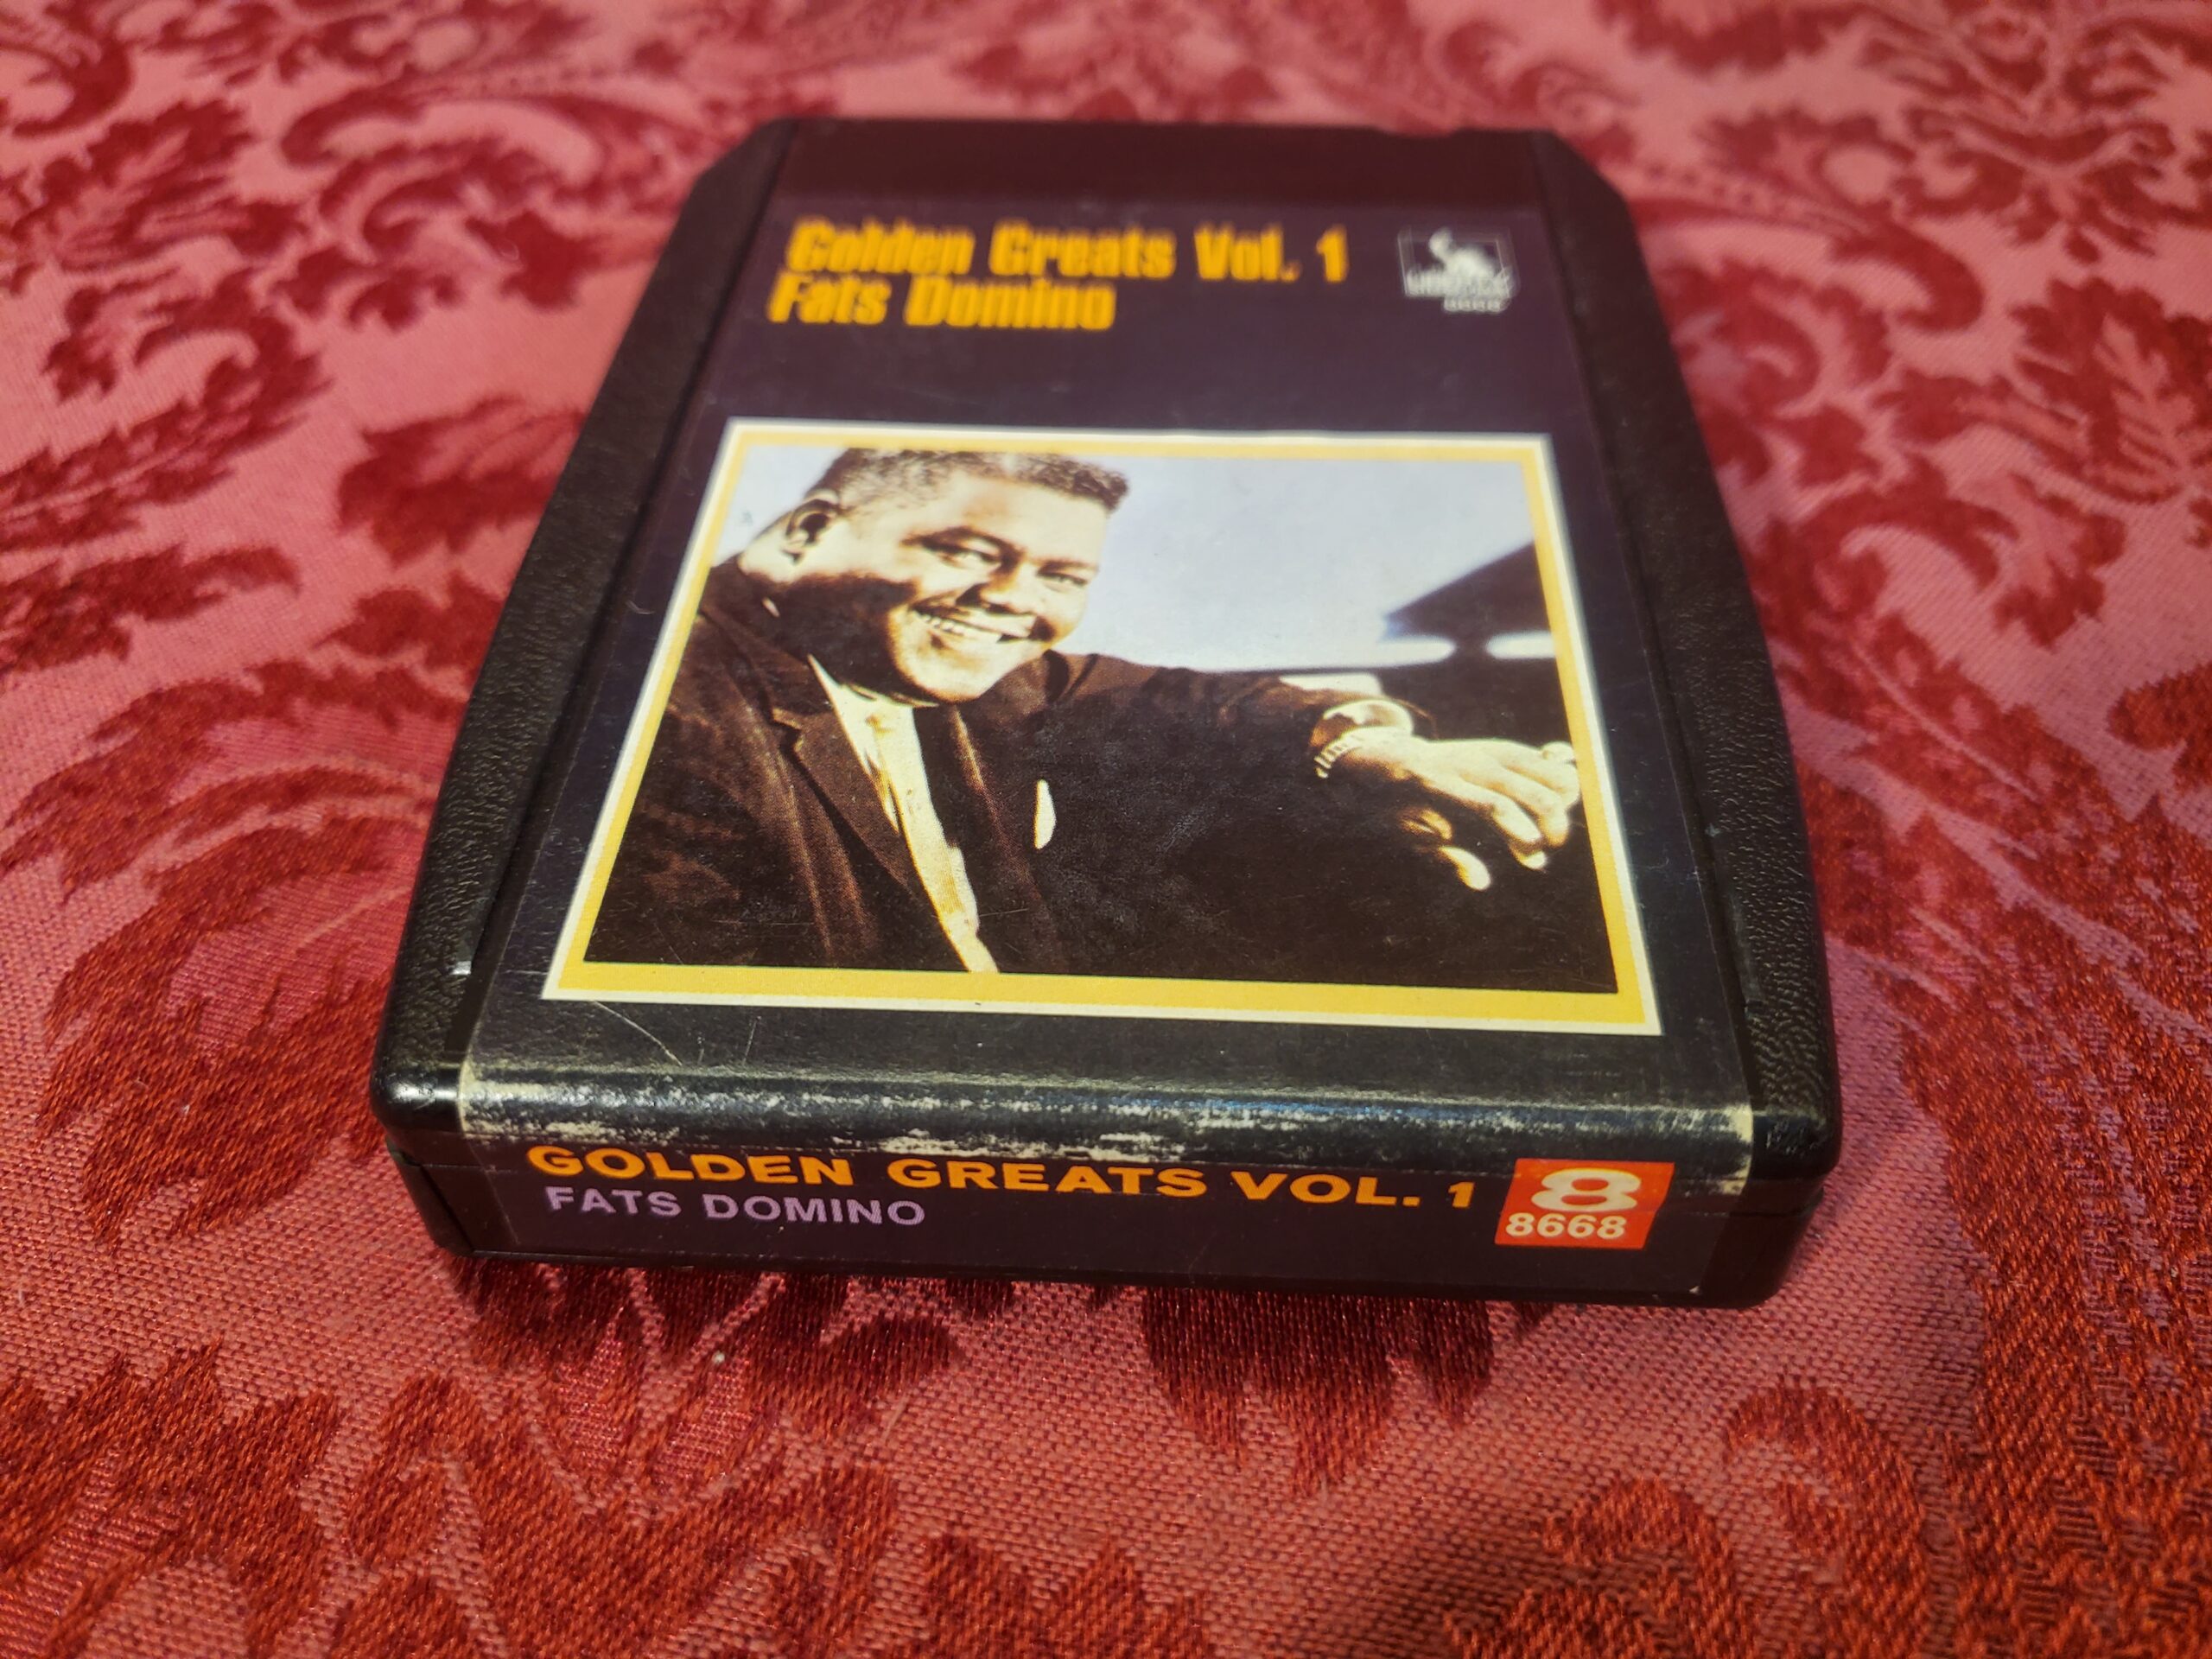 Golden Greats Vol. 1
Fats Domino
GOLDEN GREATS VOL. 1
FATS DOMINO
8
8668